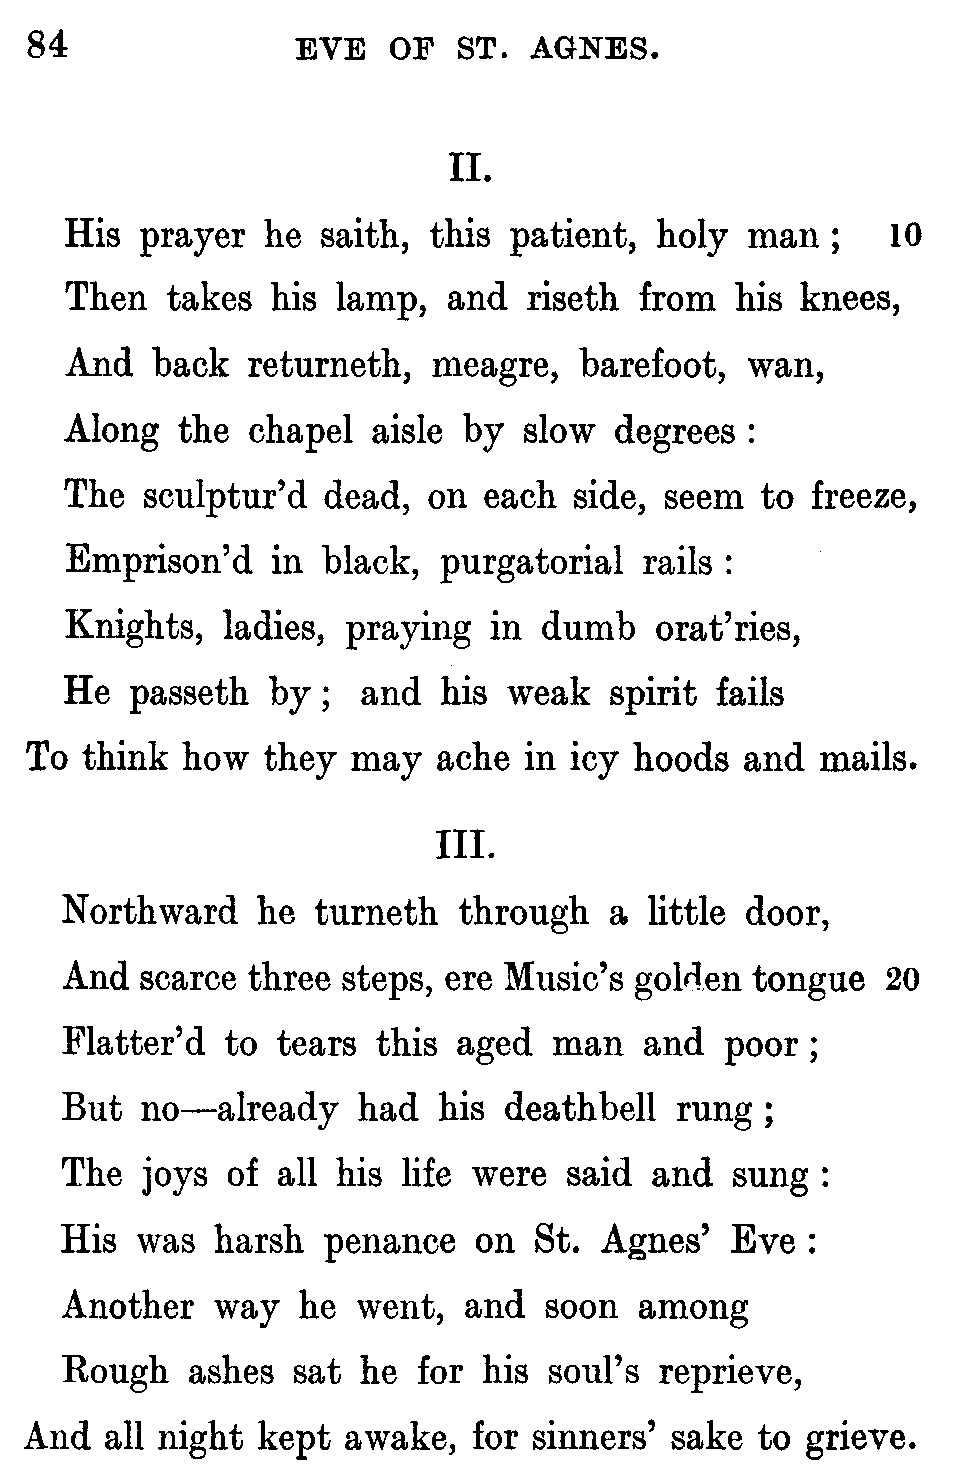 84 EVE OF ST. AGNES.
II.
His prayer he saith, this patient, holy man; 10
Then takes his lamp, and riseth from his knees,
And back returneth, meagre, barefoot, wan,
Along the chapel aisle by slow degrees:
The sculptur'd dead, on each side, seem to freeze,
Emprison'd in black, purgatorial rails:
Knights, ladies, praying in dumb orat'ries,
He passeth by; and his weak spirit fails
To think how they may ache in icy hoods and mails.
III.
Northward he turneth through a little door,
And scarce three steps, ere Music's golden tongue 20
Flatter'd to tears this aged man and poor;
But no—already had his deathbell rung;
The joys of all his life were said and sung:
His was harsh penance on St. Agnes' Eve:
Another way he went, and soon among
Rough ashes sat he for his soul's reprieve,
And all night kept awake, for sinners' sake to grieve.